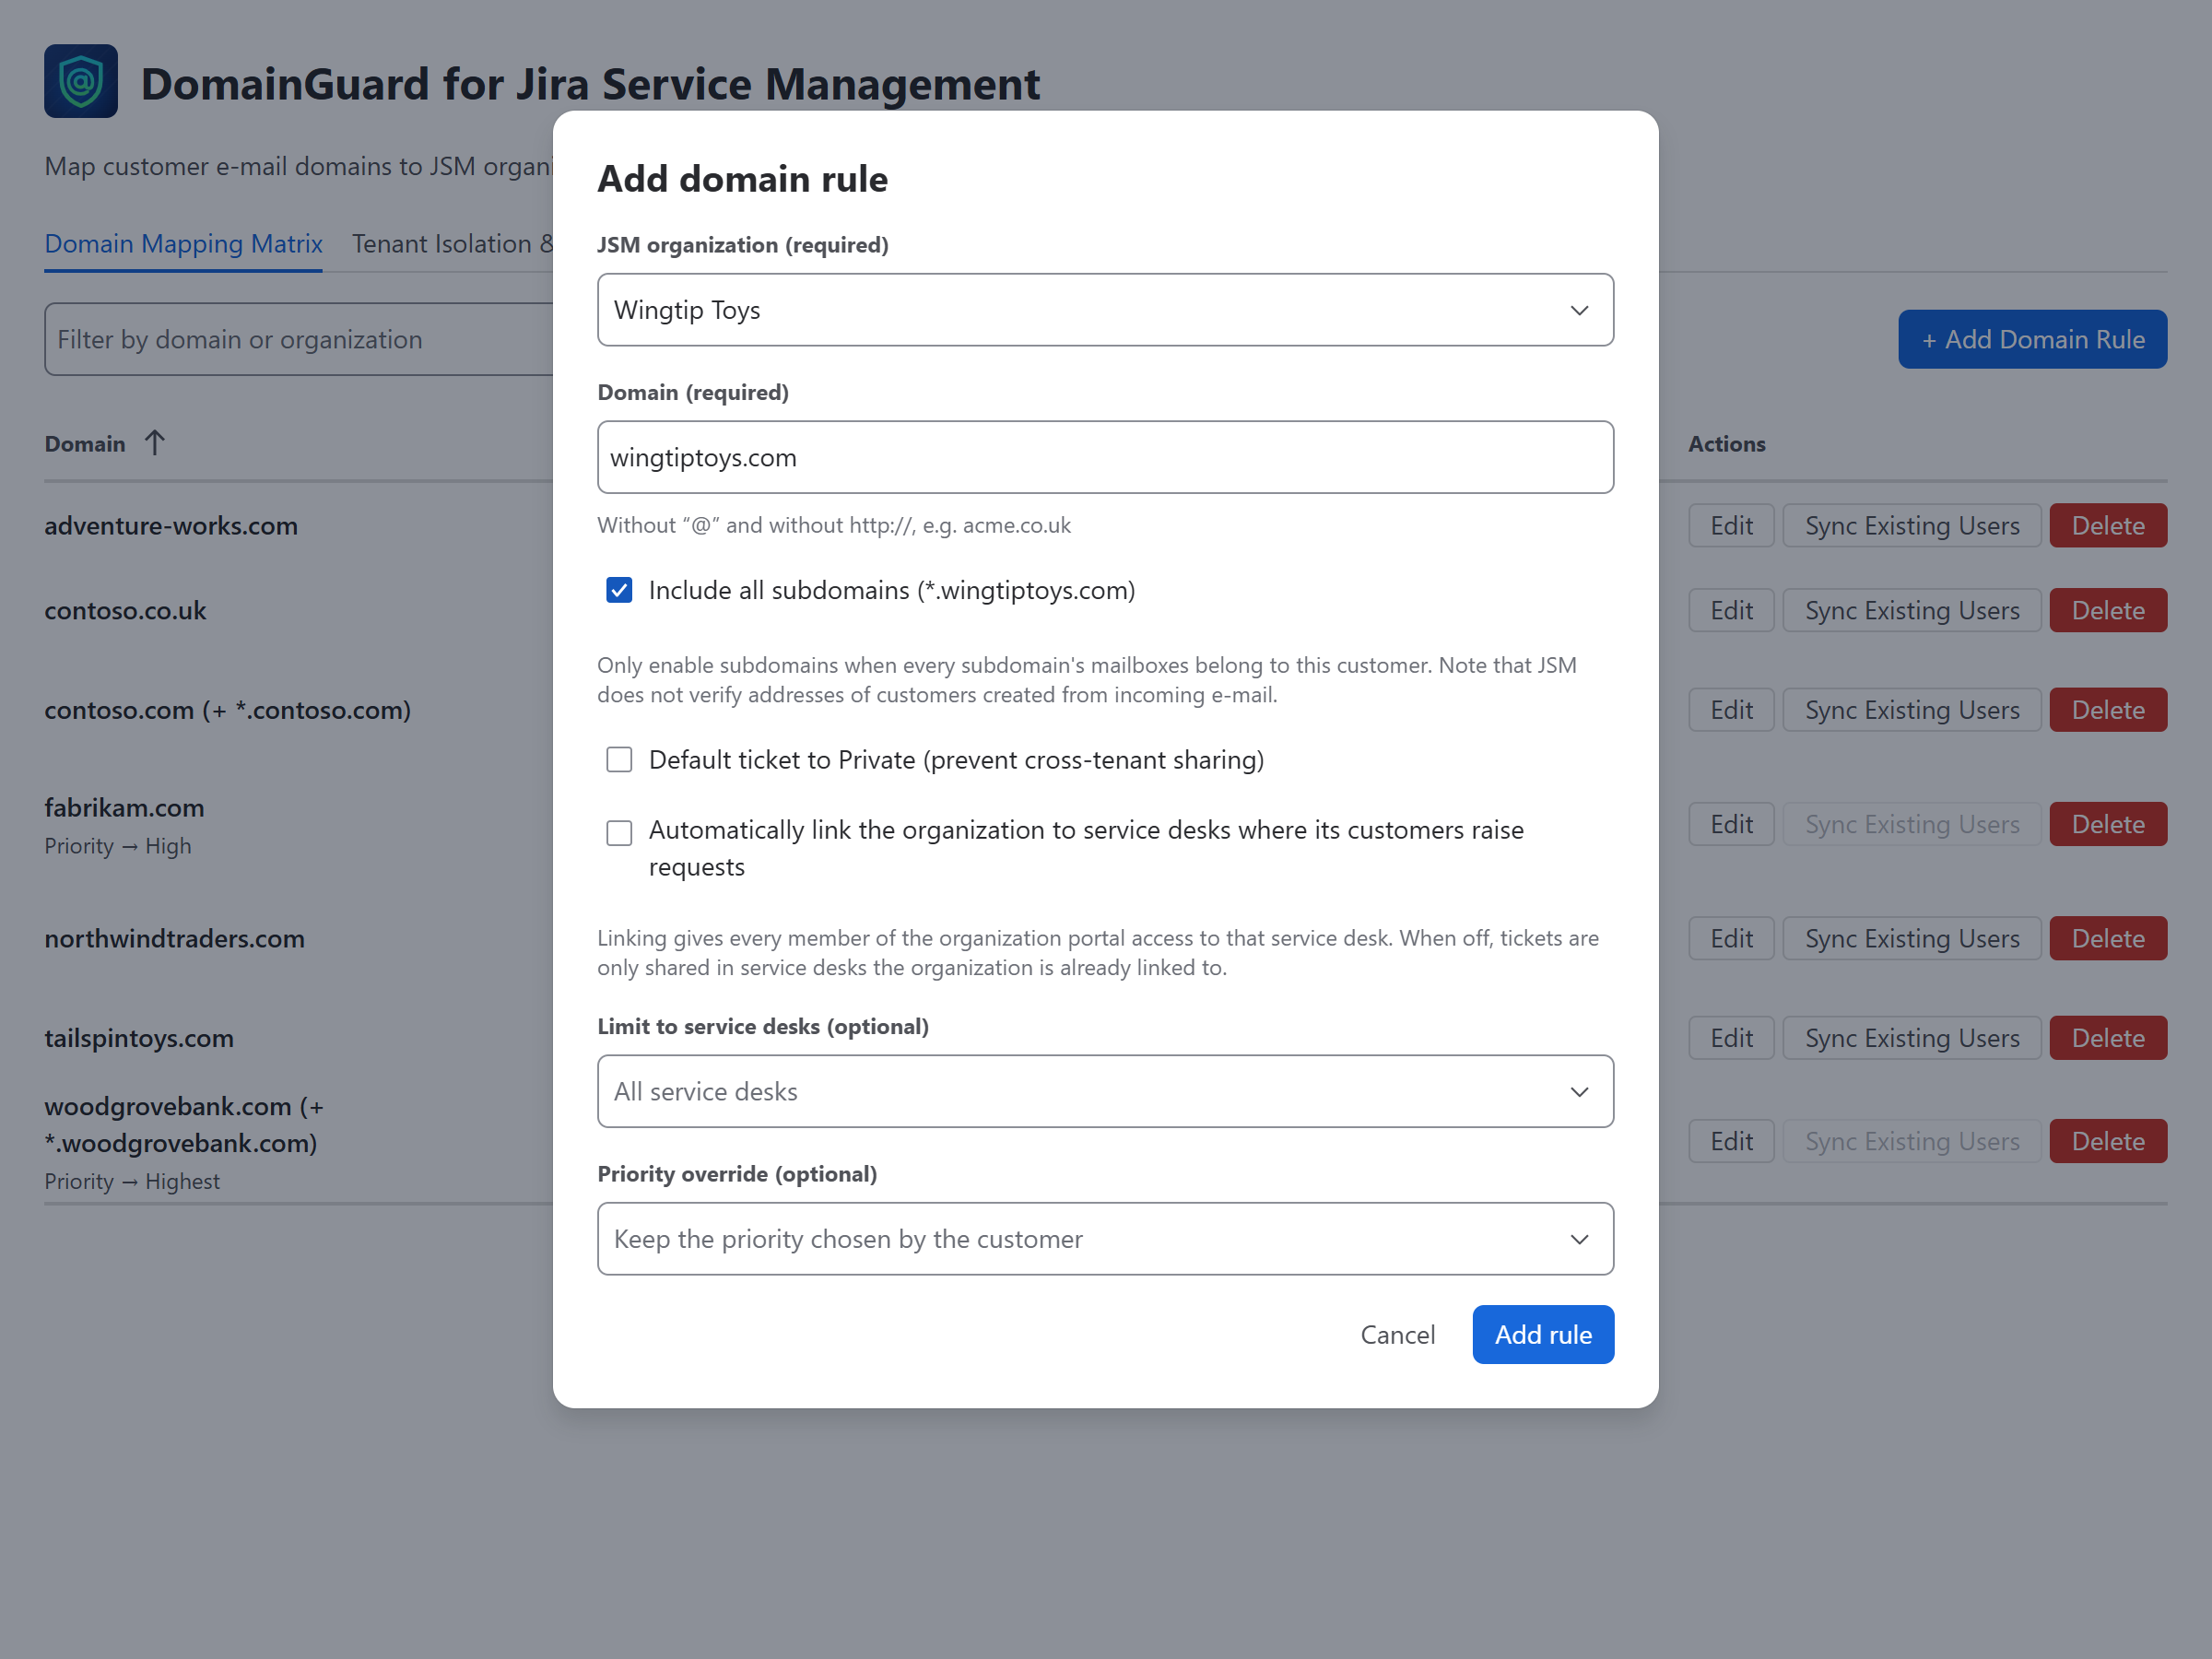 DomainGuard for Jira Service Management
Map customer e-mail domains to JSM organi
Domain Mapping Matrix
Tenant Isolation &
Filter by domain or organization
+ Add Domain Rule
Domain ↑
Actions
adventure-works.com
Edit
Sync Existing Users
Delete
contoso.co.uk
Edit
Sync Existing Users
Delete
contoso.com (+ *.contoso.com)
Edit
Sync Existing Users
Delete
fabrikam.com
Priority → High
Edit
Sync Existing Users
Delete
northwindtraders.com
Edit
Sync Existing Users
Delete
tailspintoys.com
Edit
Sync Existing Users
Delete
woodgrovebank.com (+
*.woodgrovebank.com)
Priority → Highest
Edit
Sync Existing Users
Delete
Add domain rule
JSM organization (required)
Wingtip Toys
Domain (required)
wingtiptoys.com
Without “@” and without http://, e.g. acme.co.uk
Include all subdomains (*.wingtiptoys.com)
Only enable subdomains when every subdomain's mailboxes belong to this customer. Note that JSM
does not verify addresses of customers created from incoming e-mail.
Default ticket to Private (prevent cross-tenant sharing)
Automatically link the organization to service desks where its customers raise
requests
Linking gives every member of the organization portal access to that service desk. When off, tickets are
only shared in service desks the organization is already linked to.
Limit to service desks (optional)
All service desks
Priority override (optional)
Keep the priority chosen by the customer
Cancel
Add rule